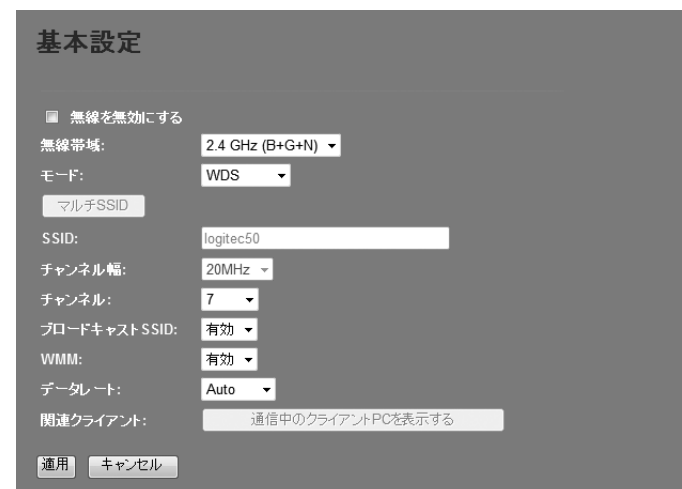 基本設定
無線を無効にする
無線帯域: 2.4 GHz (B+G+N)
モード: WDS
マルチSSID
SSID: logitec50
チャンネル幅: 20MHz
チャンネル: 7
ブロードキャストSSID: 有効
WMM: 有効
データレート: Auto
関連クライアント: 通信中のクライアントPCを表示する
適用 キャンセル